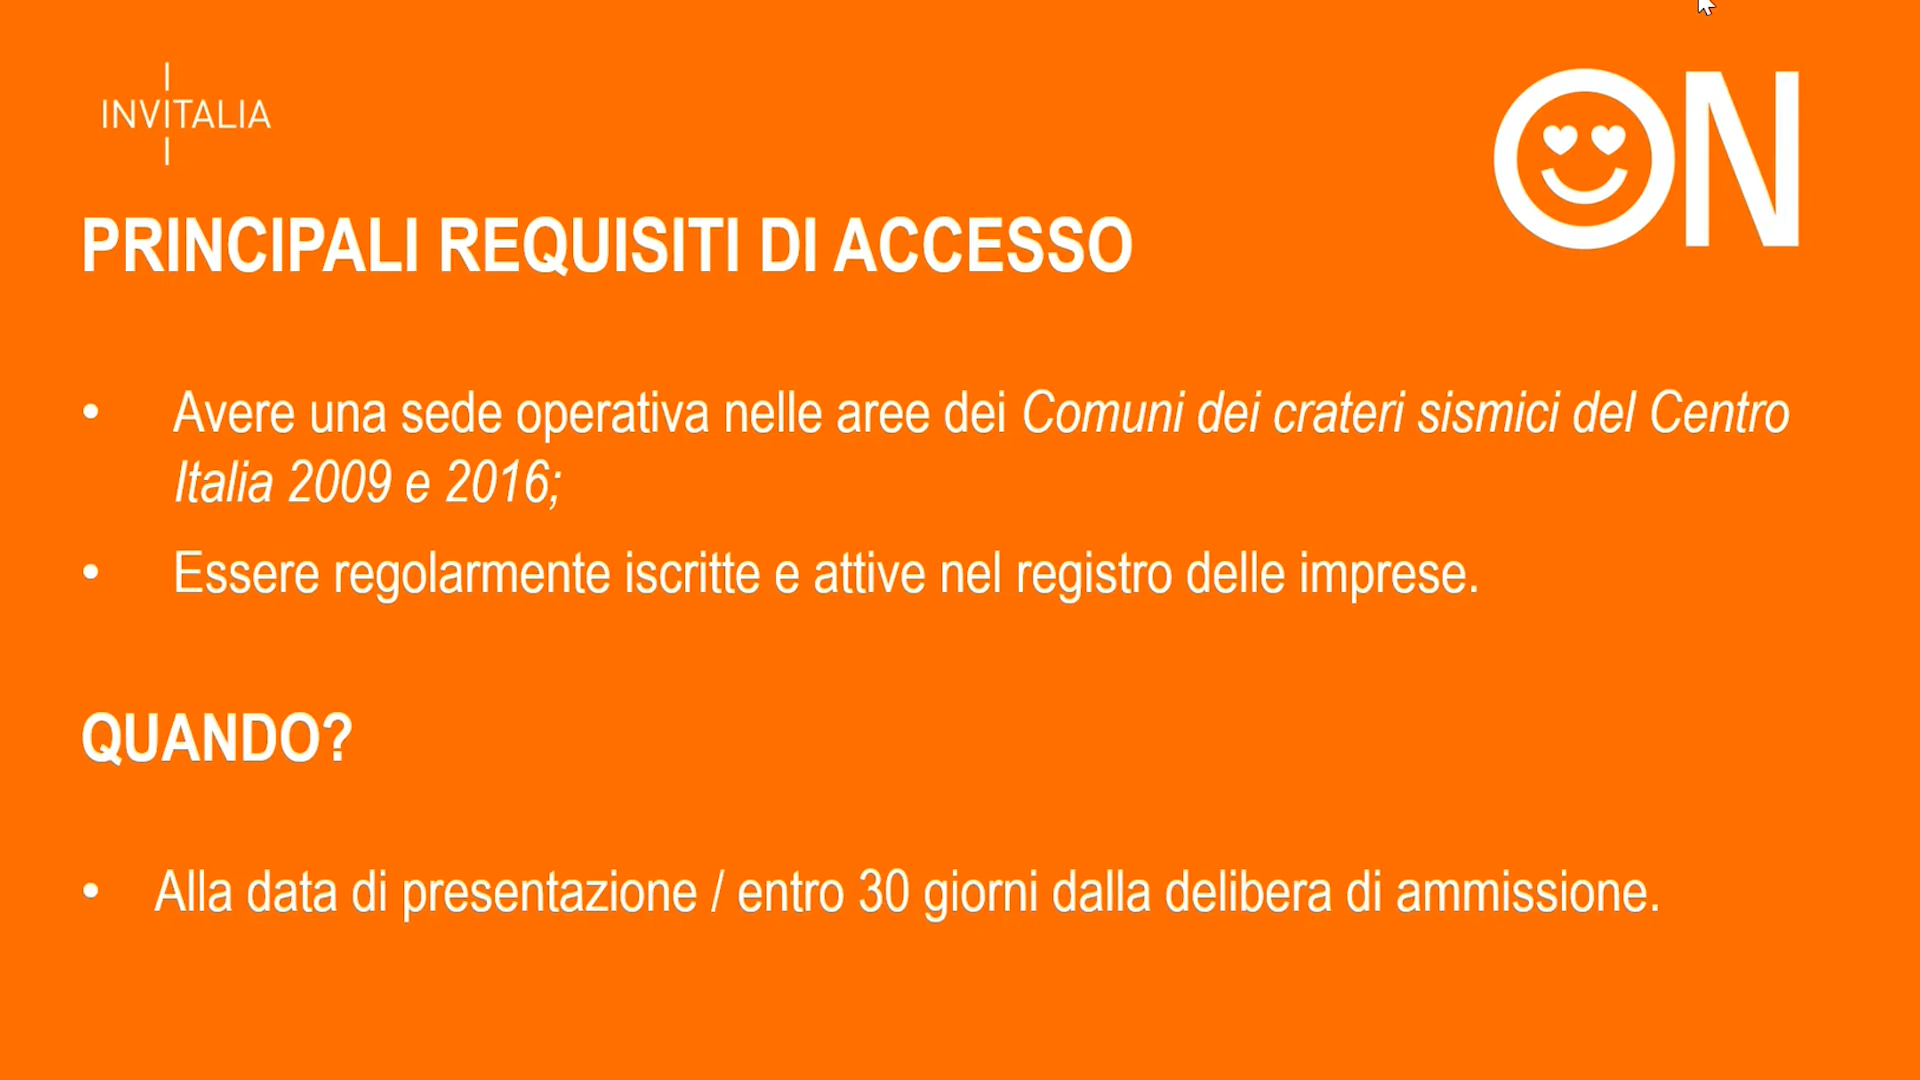 INVITALIA
ON
PRINCIPALI REQUISITI DI ACCESSO
• Avere una sede operativa nelle aree dei Comuni dei crateri sismici del Centro
Italia 2009 e 2016;
• Essere regolarmente iscritte e attive nel registro delle imprese.
QUANDO?
• Alla data di presentazione / entro 30 giorni dalla delibera di ammissione.